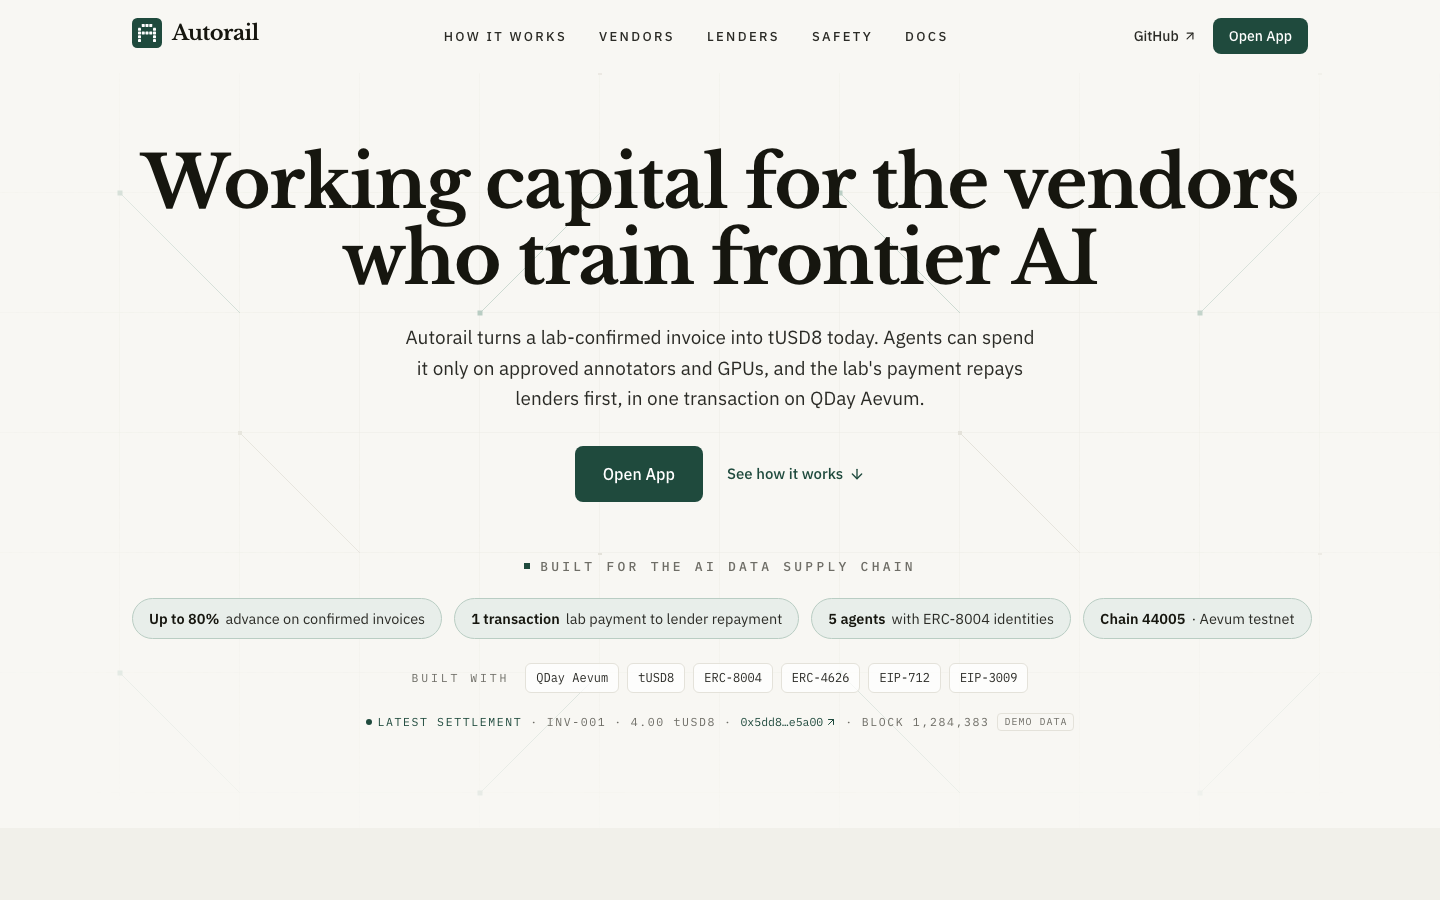 Autorail
HOW IT WORKS VENDORS LENDERS SAFETY DOCS
GitHub ↗ Open App
Working capital for the vendors
who train frontier AI
Autorail turns a lab-confirmed invoice into tUSD8 today. Agents can spend
it only on approved annotators and GPUs, and the lab's payment repays
lenders first, in one transaction on QDay Aevum.
Open App See how it works ↓
BUILT FOR THE AI DATA SUPPLY CHAIN
Up to 80% advance on confirmed invoices 1 transaction lab payment to lender repayment 5 agents with ERC-8004 identities Chain 44005 · Aevum testnet
BUILT WITH QDay Aevum tUSD8 ERC-8004 ERC-4626 EIP-712 EIP-3009
LATEST SETTLEMENT · INV-001 · 4.00 tUSD8 · 0x5dd8…e5a00 ↗ · BLOCK 1,284,383 DEMO DATA